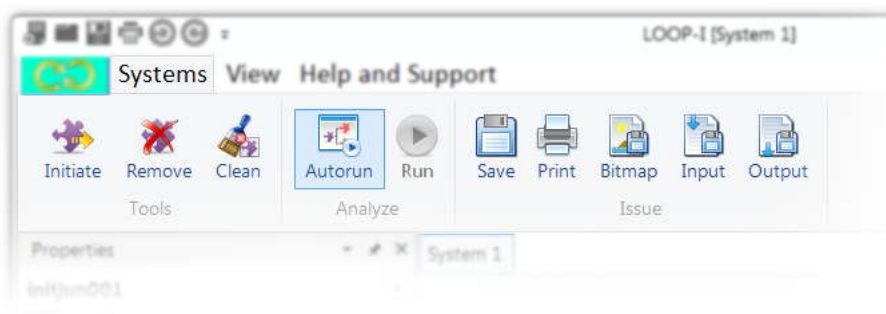 LOOP-I [System 1]
Systems View Help and Support
Initiate Remove Clean Autorun Run Save Print Bitmap Input Output
Tools Analyze Issue
Properties System 1
initjun001